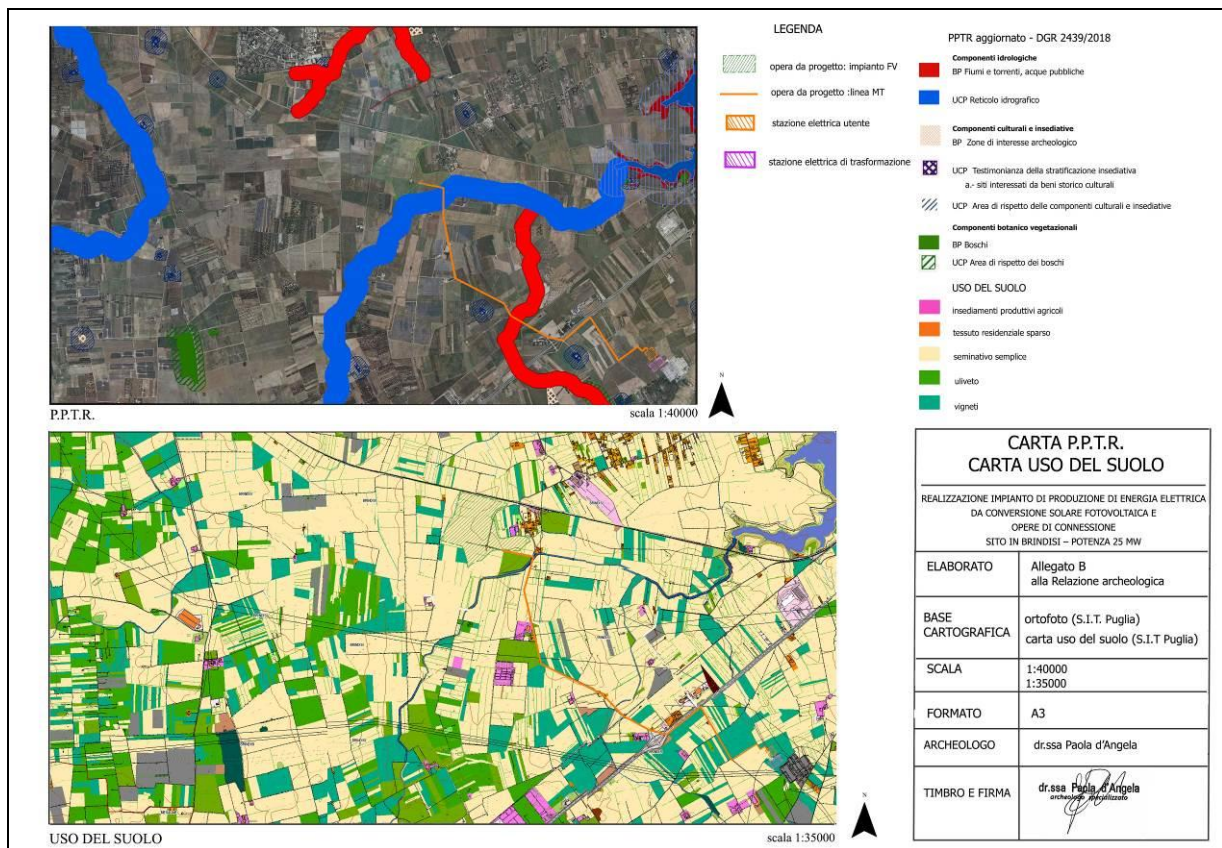 LEGENDA
opera da progetto: impianto FV
opera da progetto :linea MT
stazione elettrica utente
stazione elettrica di trasformazione
PPTR aggiornato - DGR 2439/2018
Componenti idrologiche
BP Fiumi e torrenti, acque pubbliche
UCP Reticolo idrografico
Componenti culturali e insediative
BP Zone di interesse archeologico
UCP Testimonianza della stratificazione insediativa
a.- siti interessati da beni storico culturali
UCP Area di rispetto delle componenti culturali e insediative
Componenti botanico vegetazionali
BP Boschi
UCP Area di rispetto dei boschi
USO DEL SUOLO
insediamenti produttivi agricoli
tessuto residenziale sparso
seminativo semplice
uliveto
vigneti
P.P.T.R.
scala 1:40000
N
USO DEL SUOLO
scala 1:35000
N
CARTA P.P.T.R.
CARTA USO DEL SUOLO
REALIZZAZIONE IMPIANTO DI PRODUZIONE DI ENERGIA ELETTRICA
DA CONVERSIONE SOLARE FOTOVOLTAICA E
OPERE DI CONNESSIONE
SITO IN BRINDISI – POTENZA 25 MW
ELABORATO
Allegato B
alla Relazione archeologica
BASE
CARTOGRAFICA
ortofoto (S.I.T. Puglia)
carta uso del suolo (S.I.T Puglia)
SCALA
1:40000
1:35000
FORMATO
A3
ARCHEOLOGO
dr.ssa Paola d'Angela
TIMBRO E FIRMA
dr.ssa Paola d'Angela
archeologo specializzato